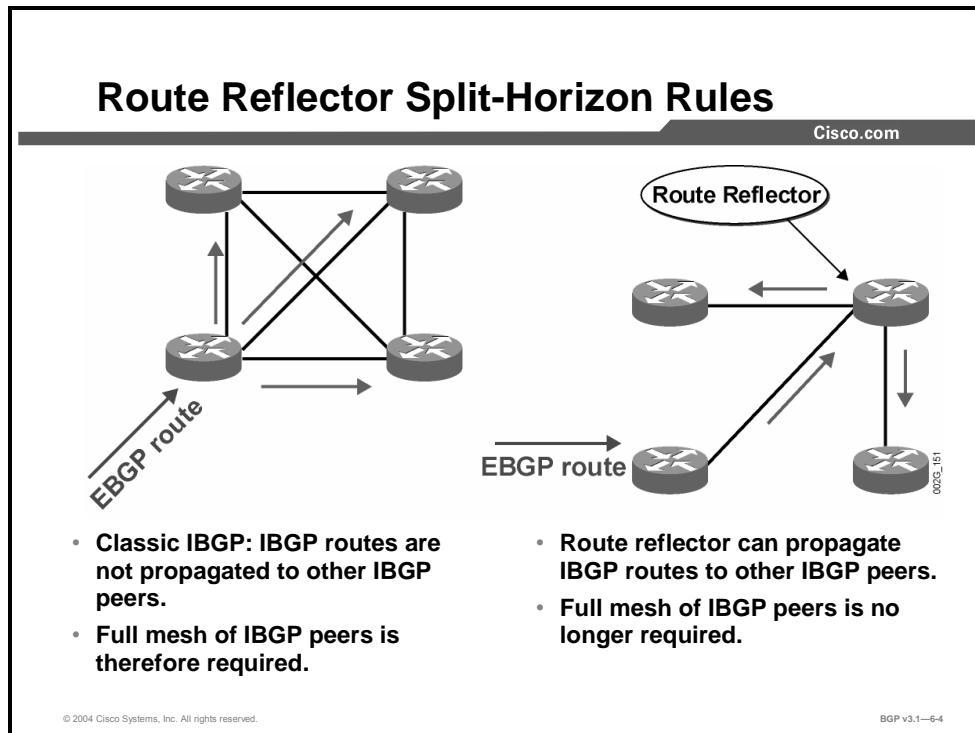 Route Reflector Split-Horizon Rules
Cisco.com
Route Reflector
EBGP route
EBGP route
002G_151
• Classic IBGP: IBGP routes are
not propagated to other IBGP
peers.
• Full mesh of IBGP peers is
therefore required.
• Route reflector can propagate
IBGP routes to other IBGP peers.
• Full mesh of IBGP peers is no
longer required.
© 2004 Cisco Systems, Inc. All rights reserved.
BGP v3.1—6-4